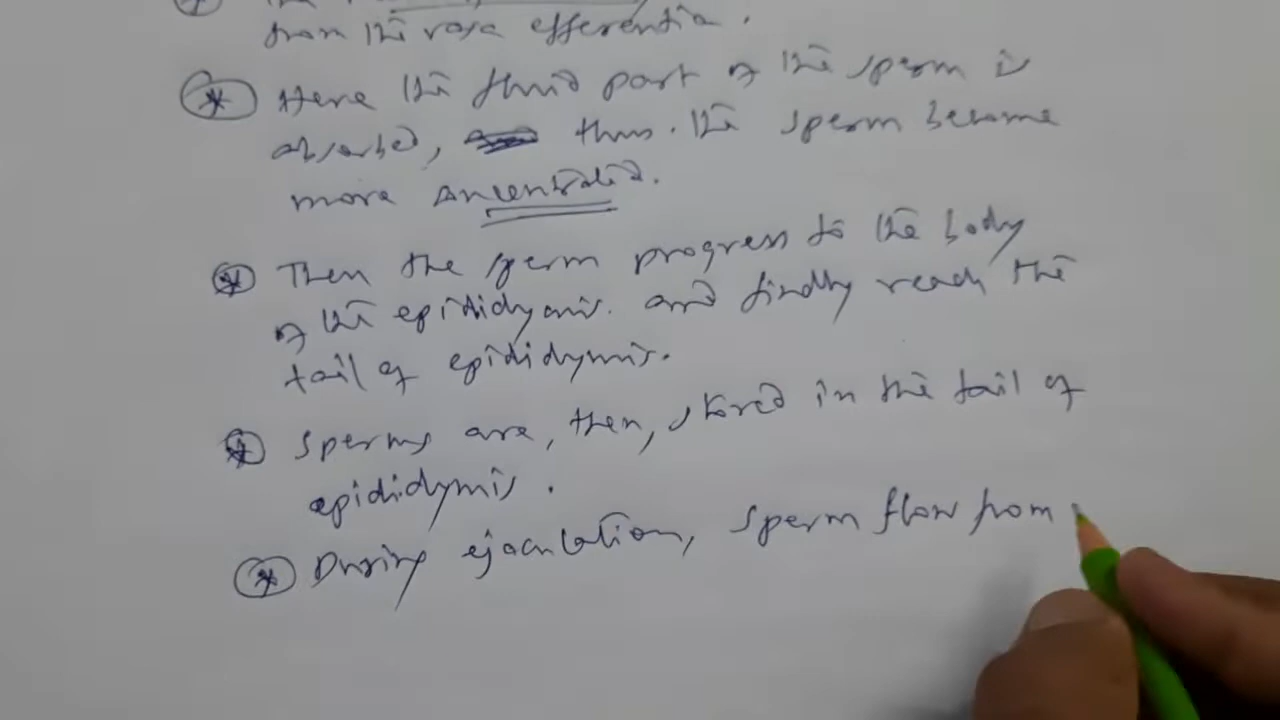 from the vasa efferentia.
* Here the fluid part of the sperm is
absorbed, thus. the sperm become
more concentrated.
* Then the sperm progress to the body
of the epididymis. and finally reach the
tail of epididymis.
* Sperms are, then, stored in the tail of
epididymis.
* During ejaculation, sperm flow from